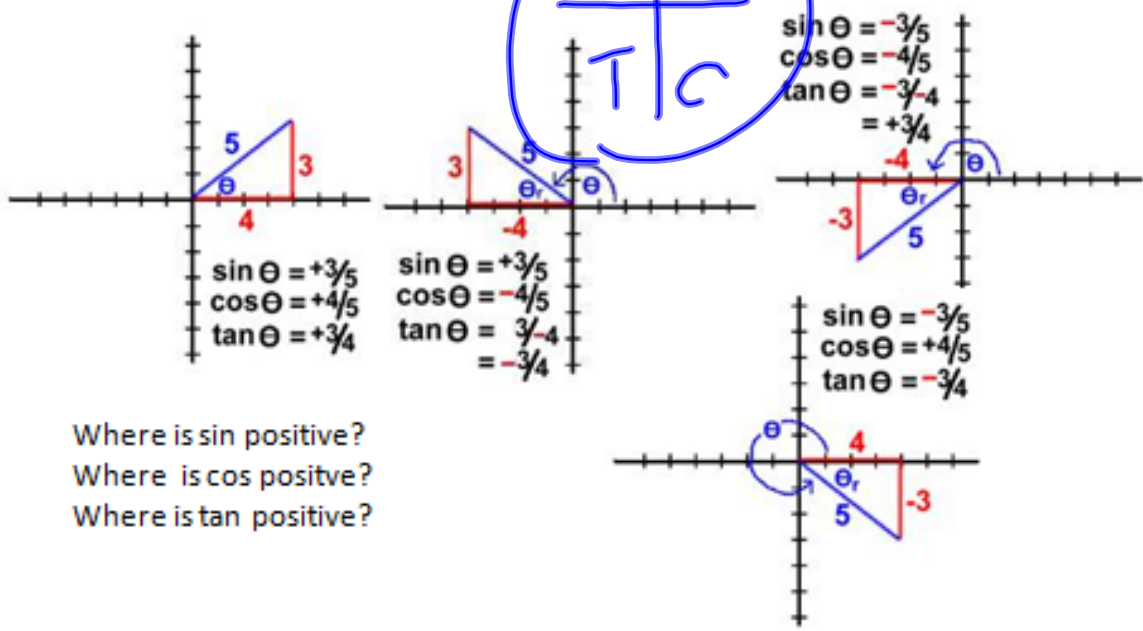 T C
5
3
θ
4
sin θ = +3/5
cos θ = +4/5
tan θ = +3/4
3
5
θr
θ
-4
sin θ = +3/5
cos θ = -4/5
tan θ = 3/-4
= -3/4
sin θ = -3/5
cos θ = -4/5
tan θ = -3/-4
= +3/4
-4
θ
θr
-3
5
sin θ = -3/5
cos θ = +4/5
tan θ = -3/4
θ
4
θr
-3
5
Where is sin positive?
Where is cos positve?
Where is tan positive?